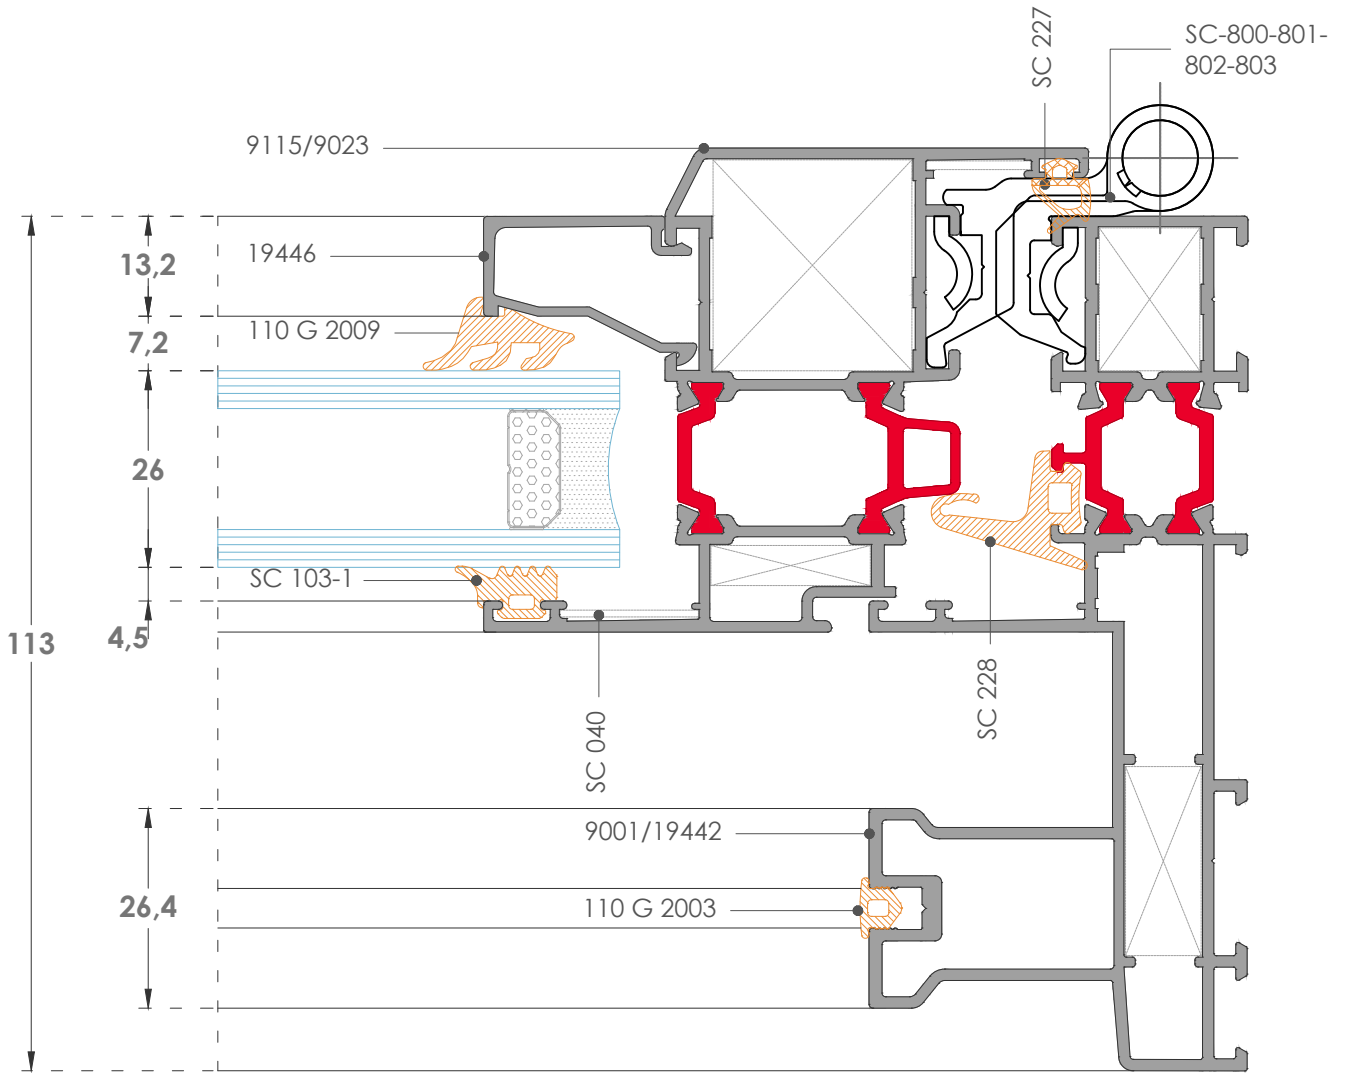 SC 227
SC-800-801-
802-803
9115/9023
19446
13,2
110 G 2009
7,2
26
SC 103-1
4,5
113
SC 228
SC 040
9001/19442
26,4
110 G 2003